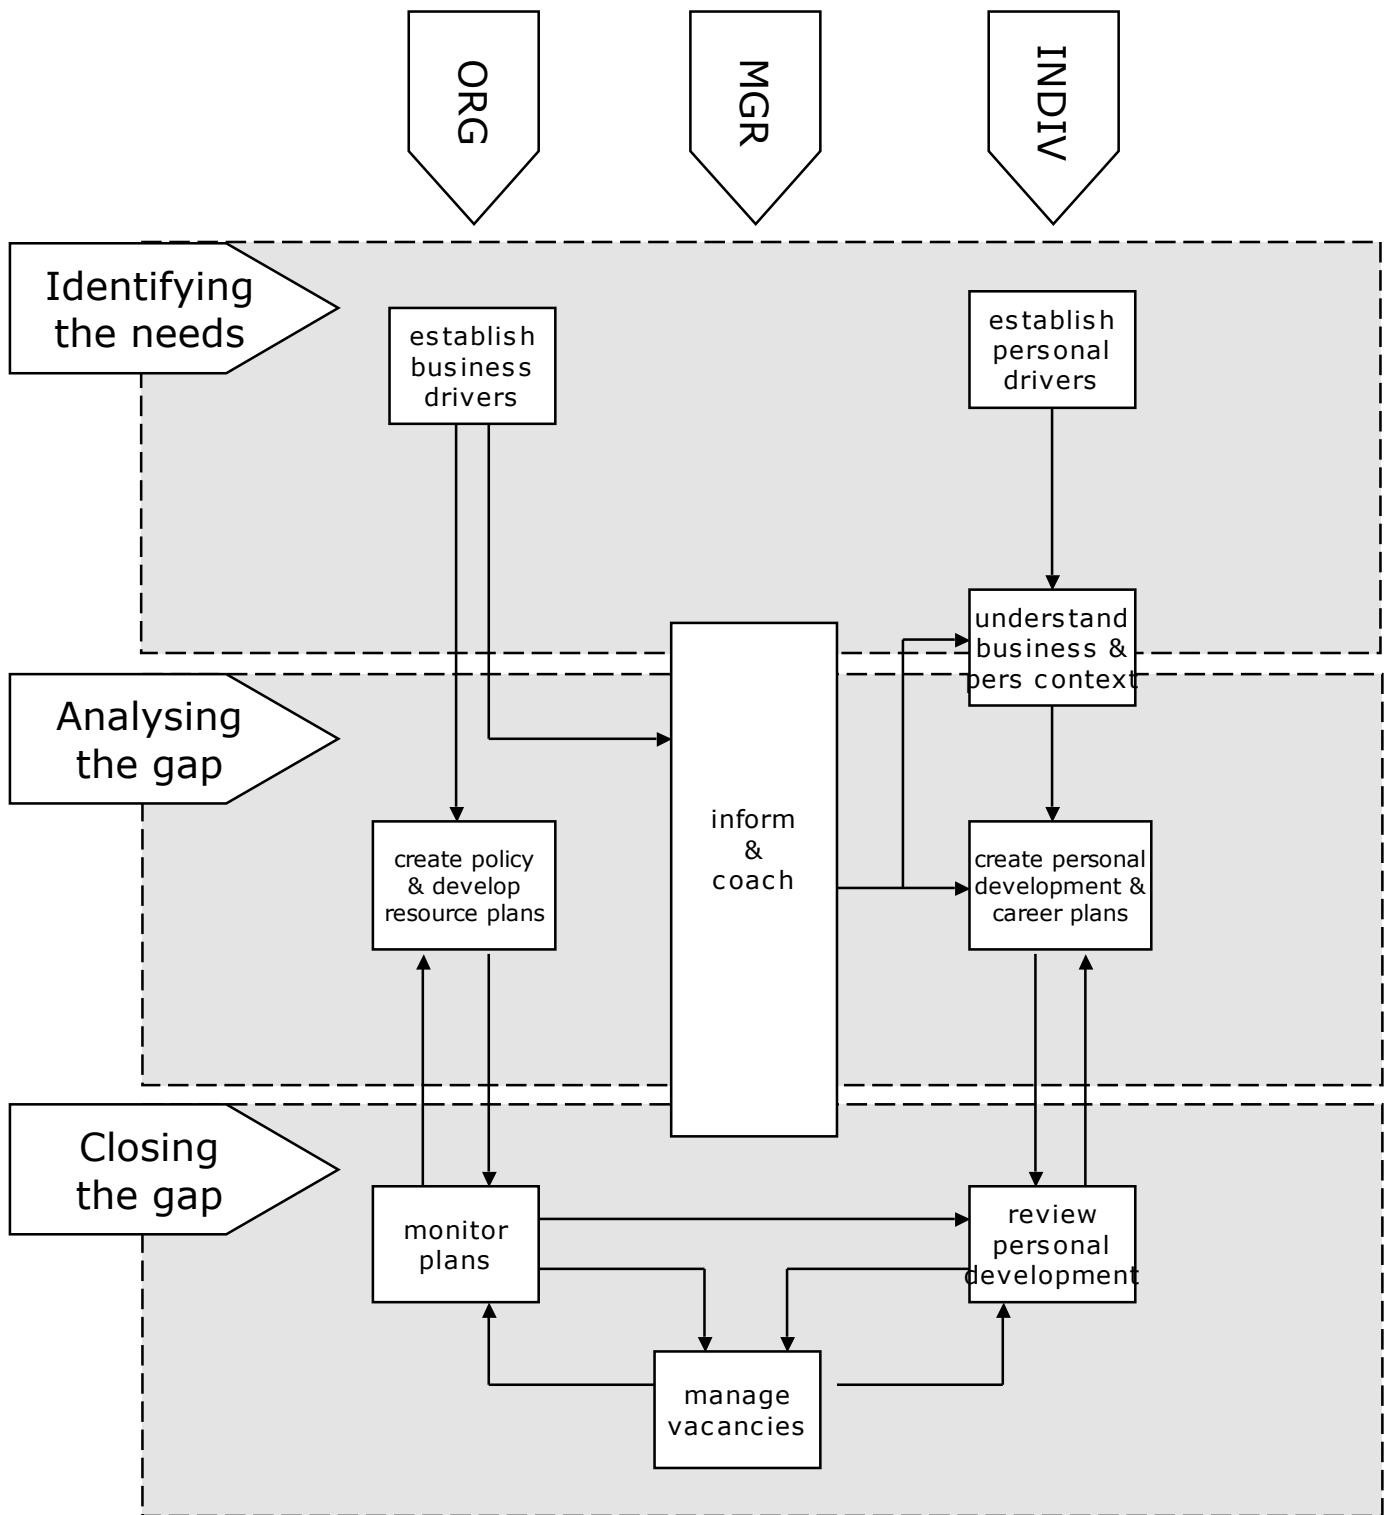 ORG
MGR
INDIV
Identifying
the needs
establish
business
drivers
establish
personal
drivers
understand
business &
pers context
Analysing
the gap
inform
&
coach
create policy
& develop
resource plans
create personal
development &
career plans
Closing
the gap
monitor
plans
review
personal
development
manage
vacancies